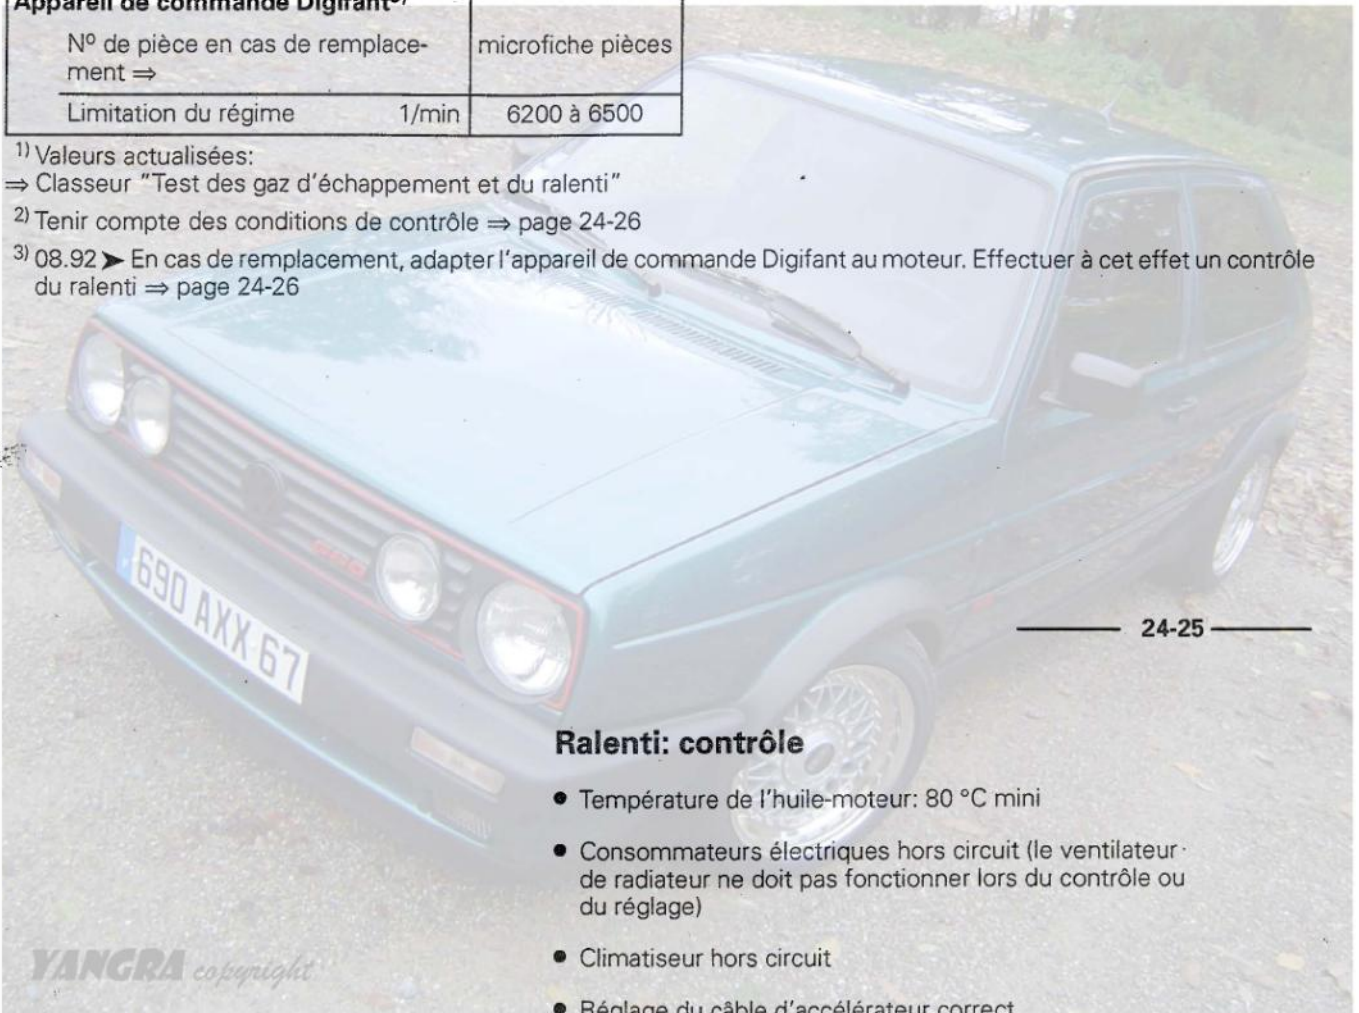 Appareil de commande Digifant³⁾
Nº de pièce en cas de remplace-
ment ⇒
microfiche pièces
Limitation du régime 1/min 6200 à 6500
1) Valeurs actualisées:
⇒ Classeur "Test des gaz d'échappement et du ralenti"
2) Tenir compte des conditions de contrôle ⇒ page 24-26
3) 08.92 ➤ En cas de remplacement, adapter l'appareil de commande Digifant au moteur. Effectuer à cet effet un contrôle
du ralenti ⇒ page 24-26
690 AXX 67
24-25
Ralenti: contrôle
● Température de l'huile-moteur: 80 °C mini
● Consommateurs électriques hors circuit (le ventilateur
de radiateur ne doit pas fonctionner lors du contrôle ou
du réglage)
● Climatiseur hors circuit
● Réglage du câble d'accélérateur correct
YANGRA copyright